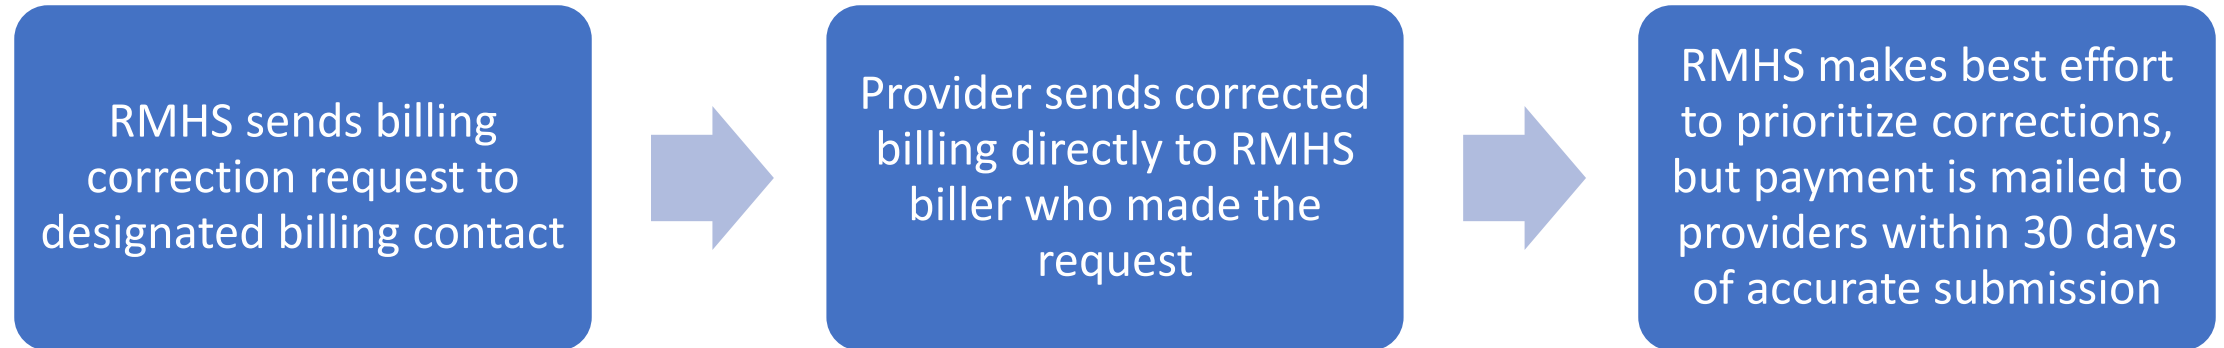 RMHS sends billing
correction request to
designated billing contact
Provider sends corrected
billing directly to RMHS
biller who made the
request
RMHS makes best effort
to prioritize corrections,
but payment is mailed to
providers within 30 days
of accurate submission